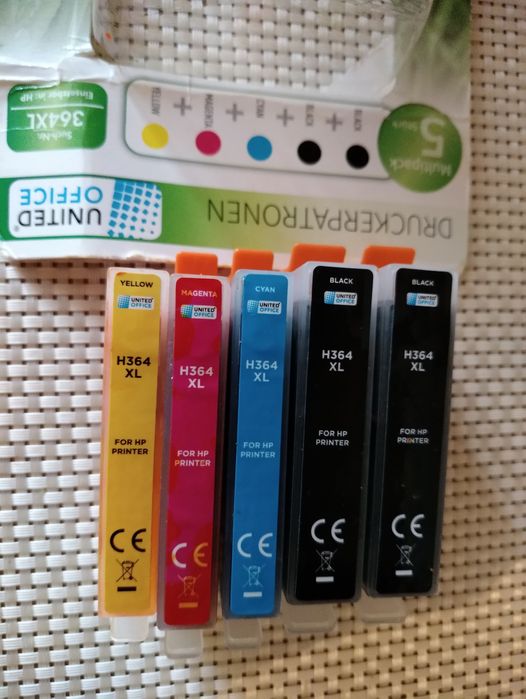 DRUCKERPATRONEN
UNITED
OFFICE
Multipack
5
Stück
BLACK
+
BLACK
+
CYAN
+
MAGENTA
+
YELLOW
Such-Nr.
364XL
Einsetzbar in: HP
YELLOW
UNITED
OFFICE
H364
XL
FOR HP
PRINTER
CE
MAGENTA
UNITED
OFFICE
H364
XL
FOR HP
PRINTER
CE
CYAN
UNITED
OFFICE
H364
XL
FOR HP
PRINTER
CE
BLACK
UNITED
OFFICE
H364
XL
FOR HP
PRINTER
CE
BLACK
UNITED
OFFICE
H364
XL
FOR HP
PRINTER
CE